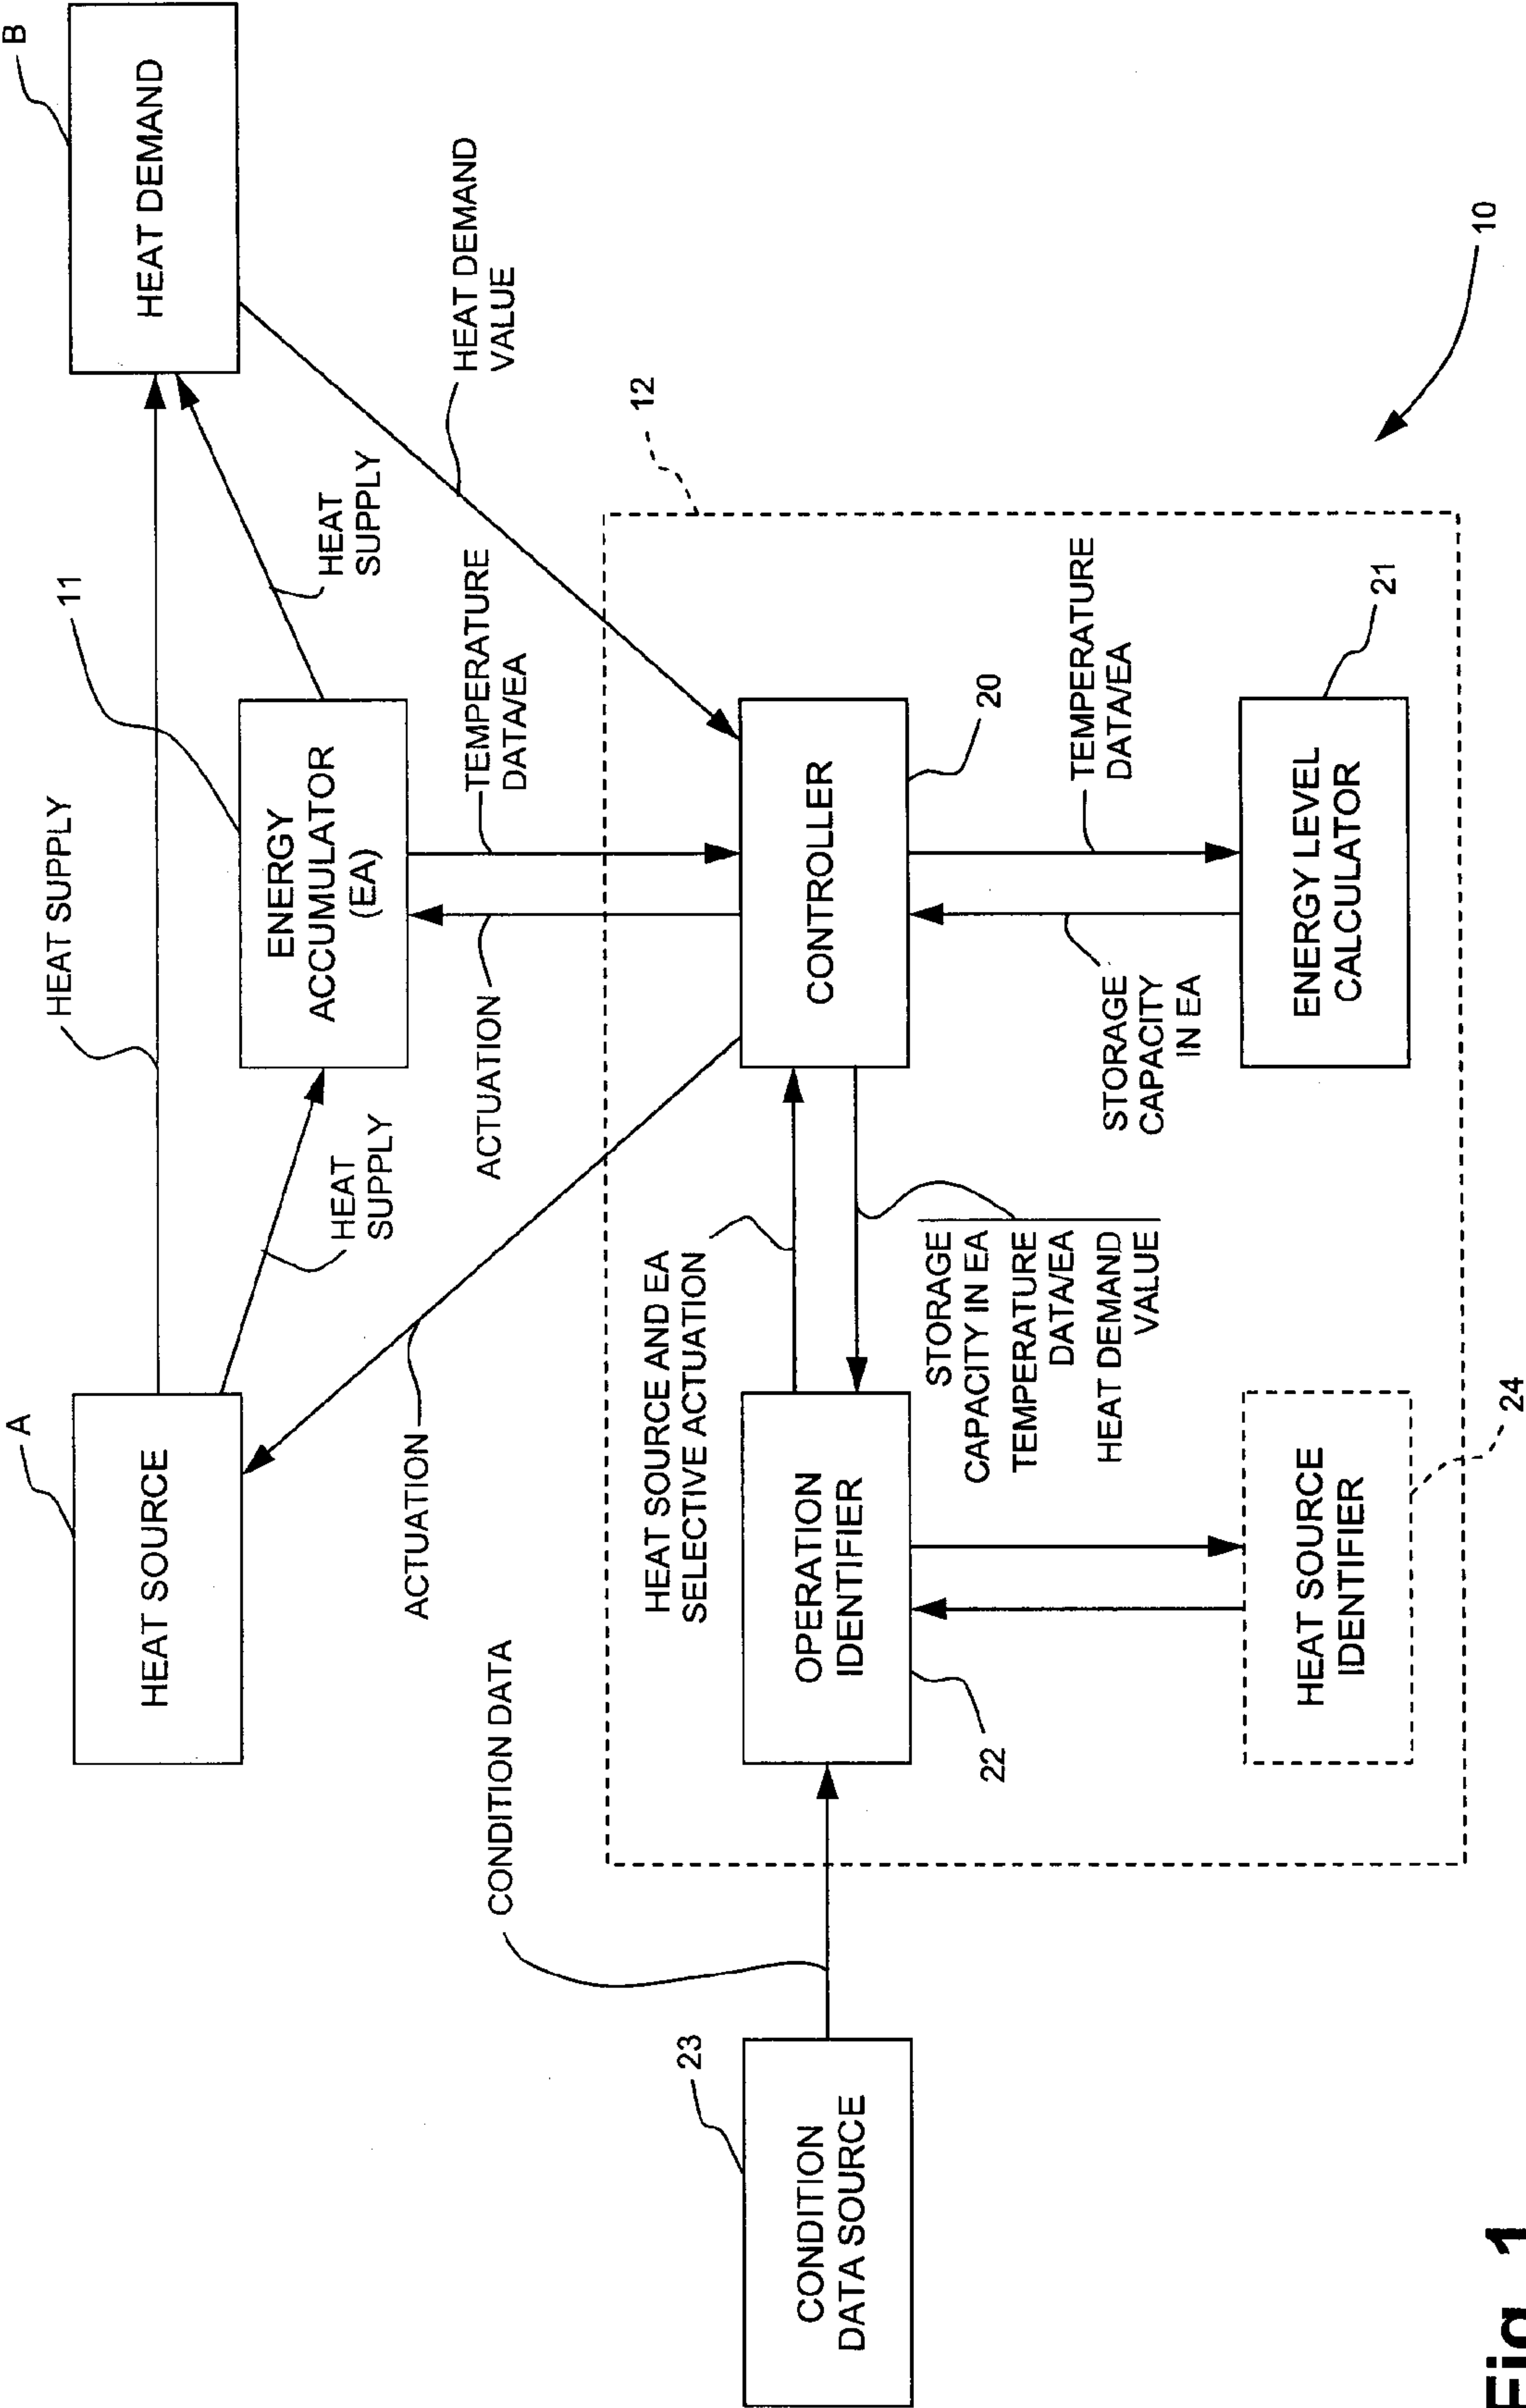 A
HEAT SOURCE
HEAT SUPPLY
B
HEAT DEMAND
HEAT
SUPPLY
11
ENERGY
ACCUMULATOR
(EA)
HEAT
SUPPLY
ACTUATION
ACTUATION
TEMPERATURE
DATA/EA
HEAT DEMAND
VALUE
CONDITION DATA
12
23
CONDITION
DATA SOURCE
HEAT SOURCE AND EA
SELECTIVE ACTUATION
OPERATION
IDENTIFIER
22
CONTROLLER
20
STORAGE
CAPACITY IN EA
TEMPERATURE
DATA/EA
HEAT DEMAND
VALUE
STORAGE
CAPACITY
IN EA
TEMPERATURE
DATA/EA
HEAT SOURCE
IDENTIFIER
24
ENERGY LEVEL
CALCULATOR
21
10
Fig. 1